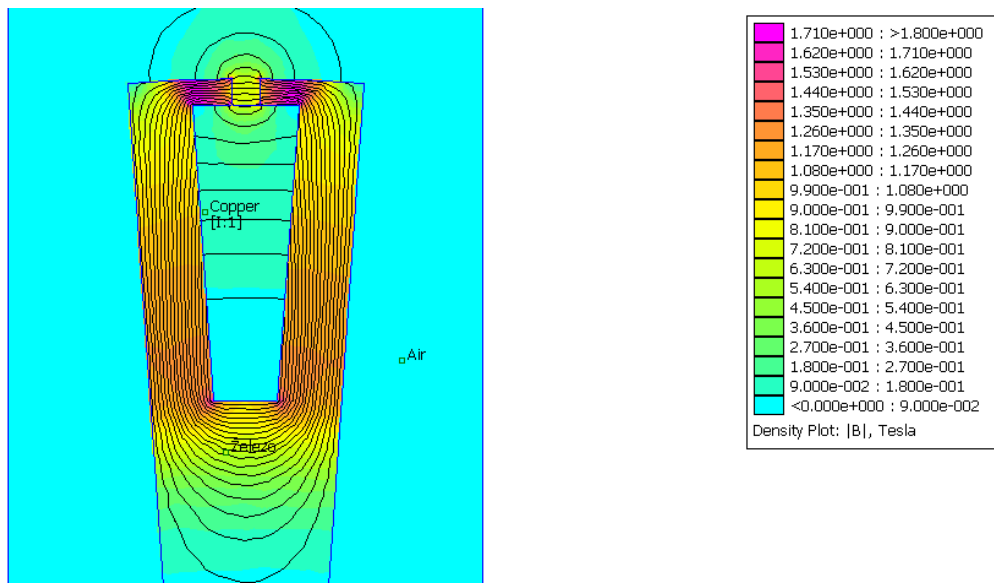 Copper
[I:1]
Air
Železo
1.710e+000 : >1.800e+000
1.620e+000 : 1.710e+000
1.530e+000 : 1.620e+000
1.440e+000 : 1.530e+000
1.350e+000 : 1.440e+000
1.260e+000 : 1.350e+000
1.170e+000 : 1.260e+000
1.080e+000 : 1.170e+000
9.900e-001 : 1.080e+000
9.000e-001 : 9.900e-001
8.100e-001 : 9.000e-001
7.200e-001 : 8.100e-001
6.300e-001 : 7.200e-001
5.400e-001 : 6.300e-001
4.500e-001 : 5.400e-001
3.600e-001 : 4.500e-001
2.700e-001 : 3.600e-001
1.800e-001 : 2.700e-001
9.000e-002 : 1.800e-001
<0.000e+000 : 9.000e-002
Density Plot: |B|, Tesla